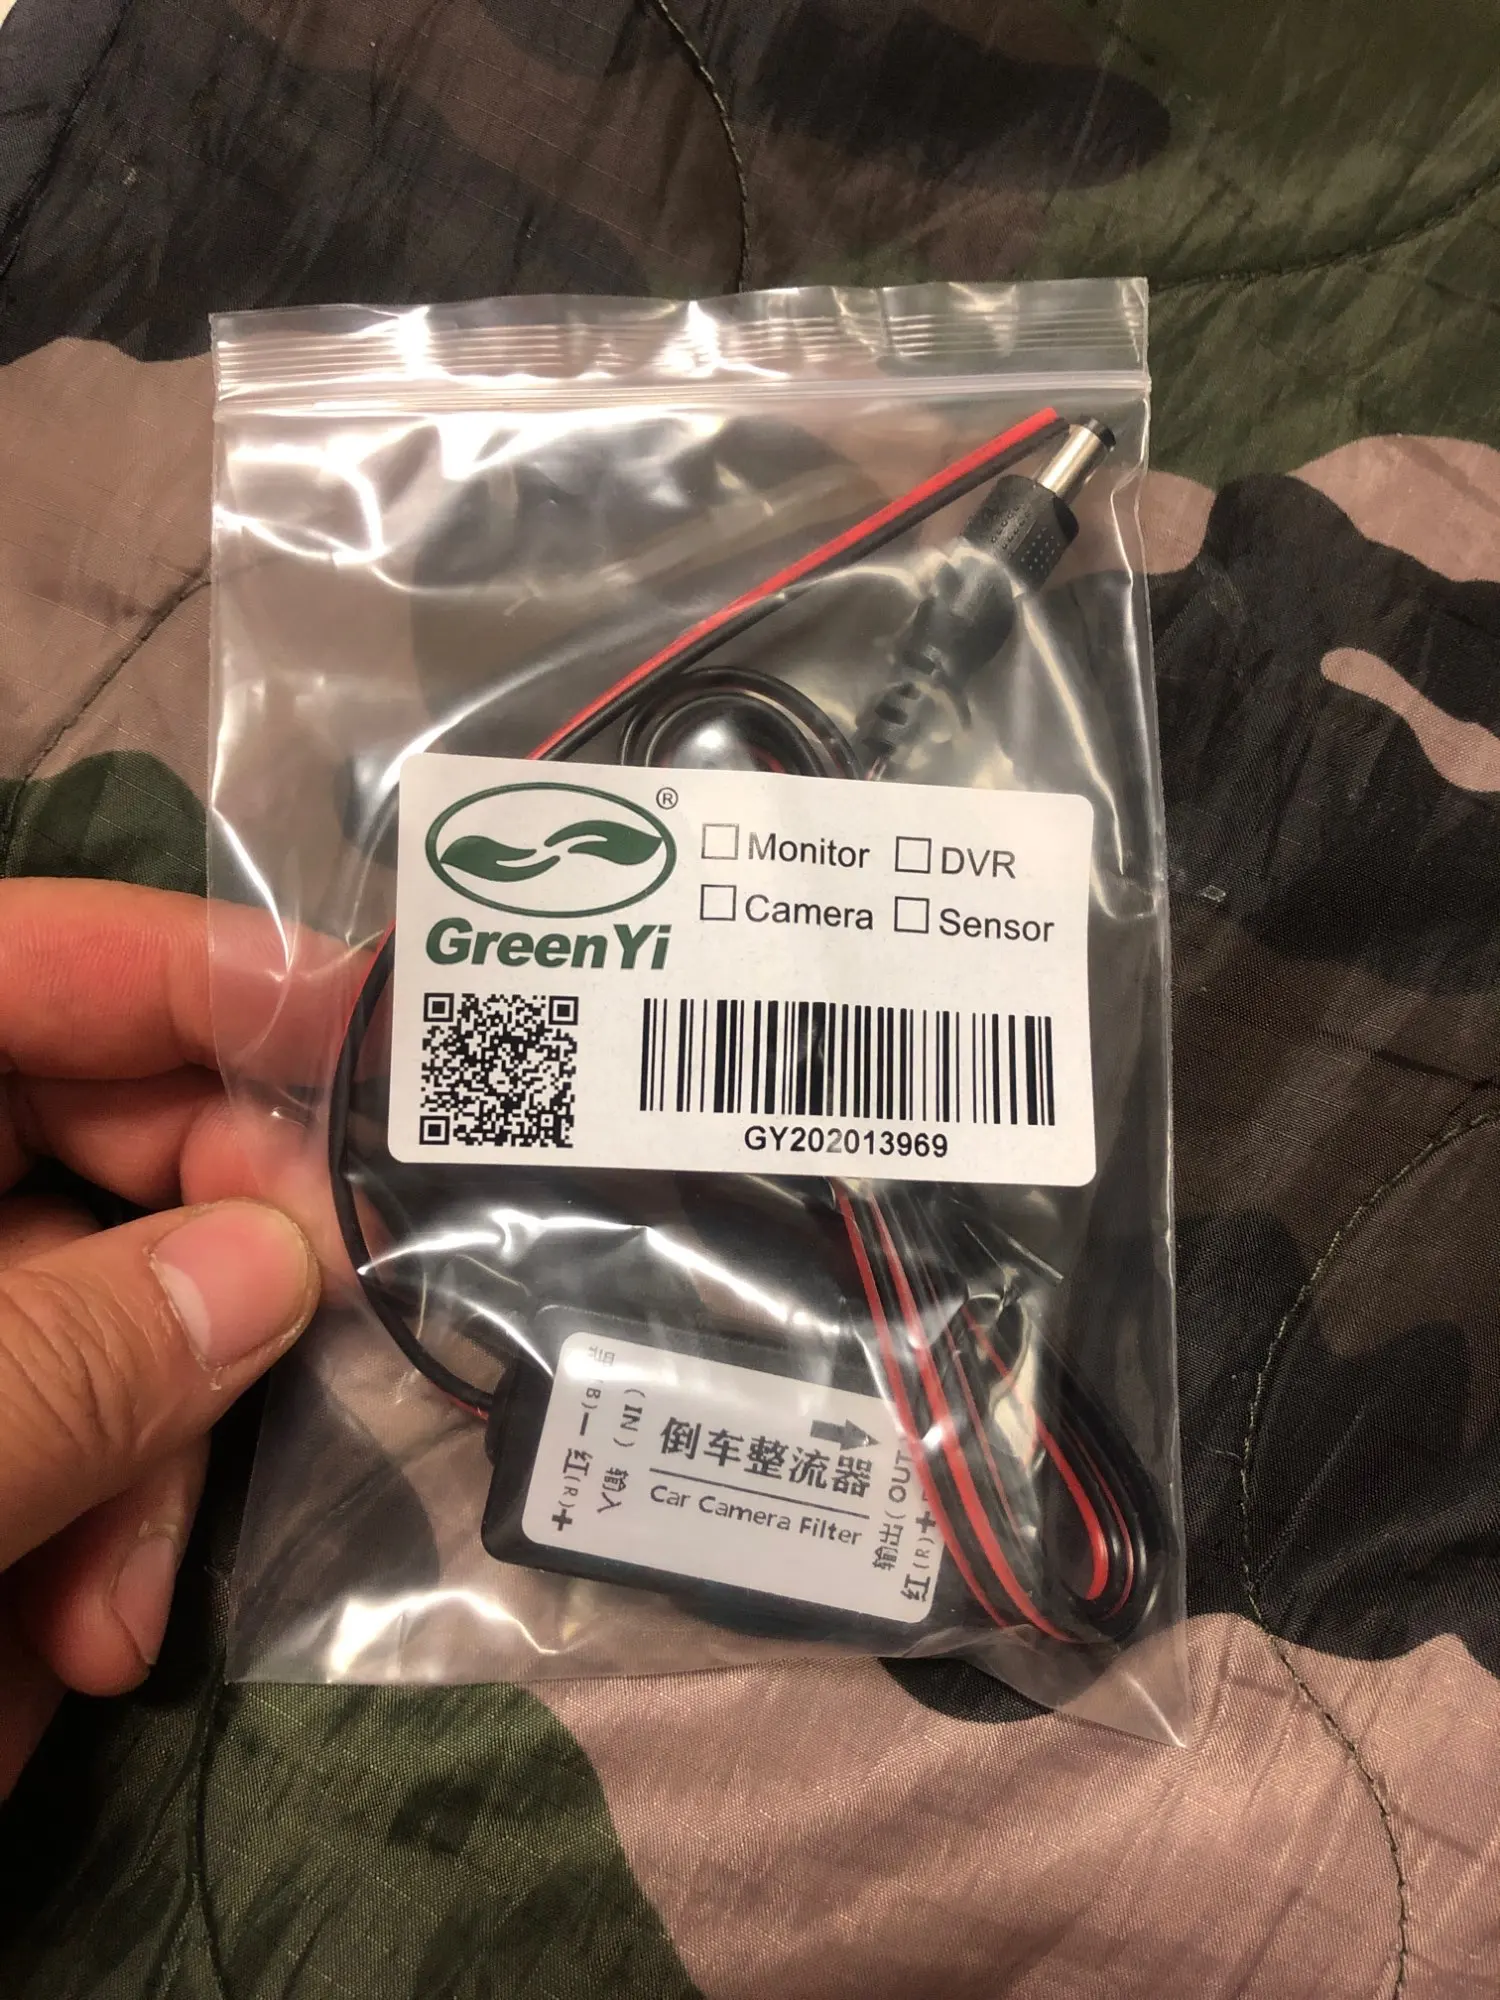 ®
GreenYi
Monitor
DVR
Camera
Sensor
GY202013969
(IN) 输入
(B)一
红(R)+
倒车整流器
Car Camera Filter
(OUT)出输
+(R)红